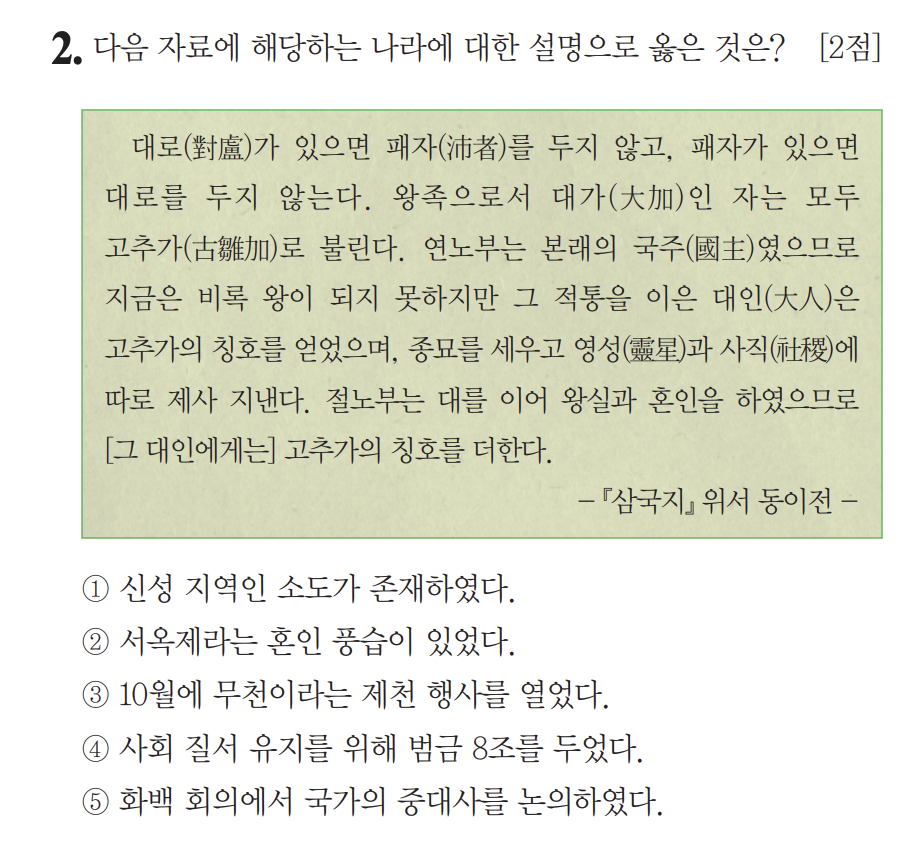 2. 다음 자료에 해당하는 나라에 대한 설명으로 옳은 것은? [2점]
대로(對盧)가 있으면 패자(沛者)를 두지 않고, 패자가 있으면
대로를 두지 않는다. 왕족으로서 대가(大加)인 자는 모두
고추가(古雛加)로 불린다. 연노부는 본래의 국주(國主)였으므로
지금은 비록 왕이 되지 못하지만 그 적통을 이은 대인(大人)은
고추가의 칭호를 얻었으며, 종묘를 세우고 영성(靈星)과 사직(社稷)에
따로 제사 지낸다. 절노부는 대를 이어 왕실과 혼인을 하였으므로
[그 대인에게는] 고추가의 칭호를 더한다.
－『삼국지』 위서 동이전－
① 신성 지역인 소도가 존재하였다.
② 서옥제라는 혼인 풍습이 있었다.
③ 10월에 무천이라는 제천 행사를 열었다.
④ 사회 질서 유지를 위해 범금 8조를 두었다.
⑤ 화백 회의에서 국가의 중대사를 논의하였다.